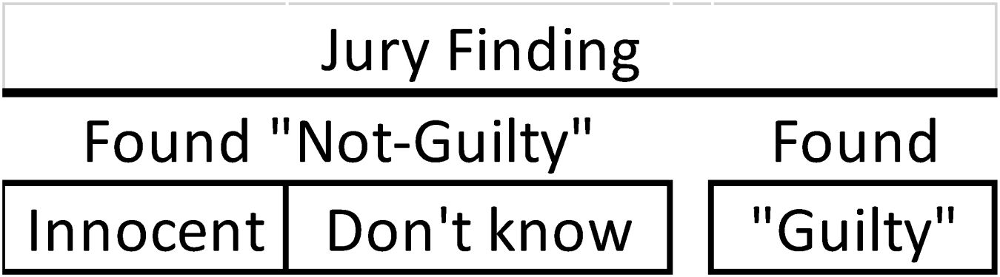 Jury Finding
Found "Not-Guilty" Found
Innocent Don't know "Guilty"